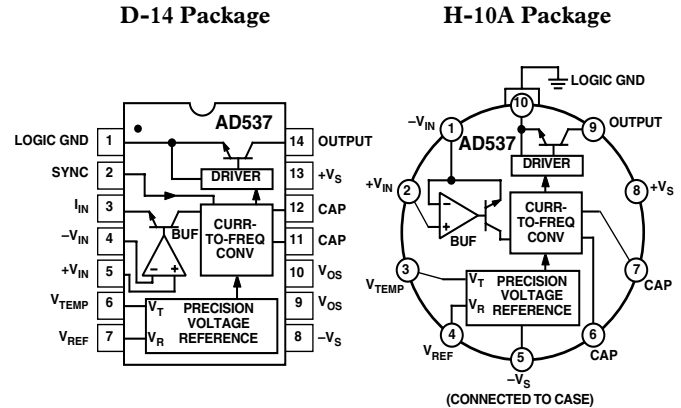 D-14 Package
AD537
LOGIC GND 1
SYNC 2
IIN 3
–VIN 4
+VIN 5
VTEMP 6
VREF 7
14 OUTPUT
13 +VS
12 CAP
11 CAP
10 VOS
9 VOS
8 –VS
DRIVER
BUF
– +
CURR-
TO-FREQ
CONV
VT PRECISION
VOLTAGE
VR REFERENCE
H-10A Package
LOGIC GND
10
–VIN 1
AD537
9 OUTPUT
DRIVER
+VIN 2
8 +VS
–
+
BUF
CURR-
TO-FREQ
CONV
3
VTEMP
7
CAP
VT PRECISION
VOLTAGE
VR REFERENCE
4
VREF
6
CAP
5
–VS
(CONNECTED TO CASE)